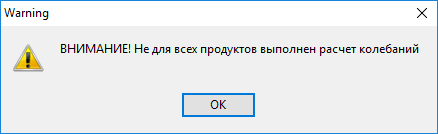 Warning
ВНИМАНИЕ! Не для всех продуктов выполнен расчет колебаний
OK